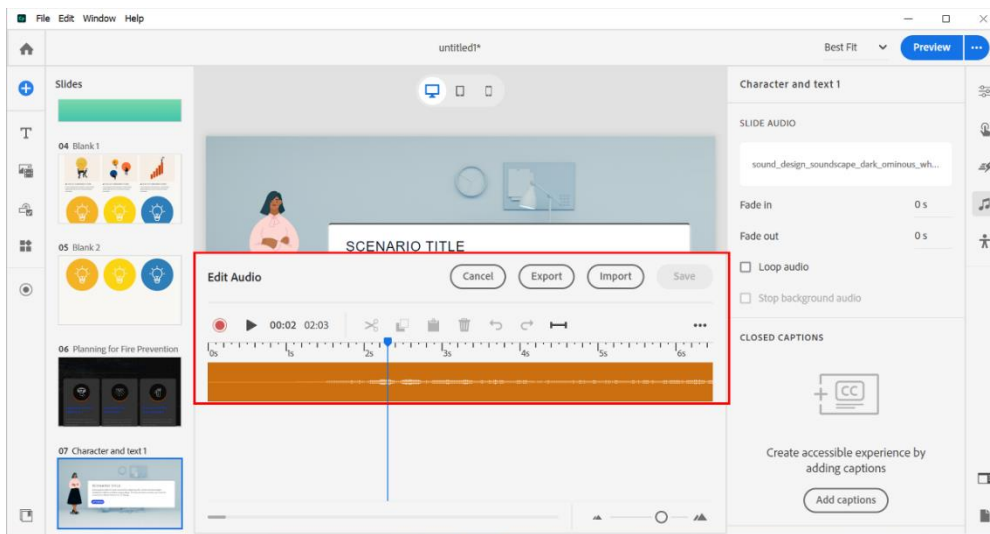 File Edit Window Help
untitled1*
Best Fit
Preview
Slides
04 Blank 1
05 Blank 2
06 Planning for Fire Prevention
07 Character and text 1
SCENARIO TITLE
Edit Audio
Cancel
Export
Import
Save
00:02 02:03
0s 1s 2s 3s 4s 5s 6s
Character and text 1
SLIDE AUDIO
sound_design_soundscape_dark_ominous_wh...
Fade in 0 s
Fade out 0 s
Loop audio
Stop background audio
CLOSED CAPTIONS
CC
Create accessible experience by
adding captions
Add captions